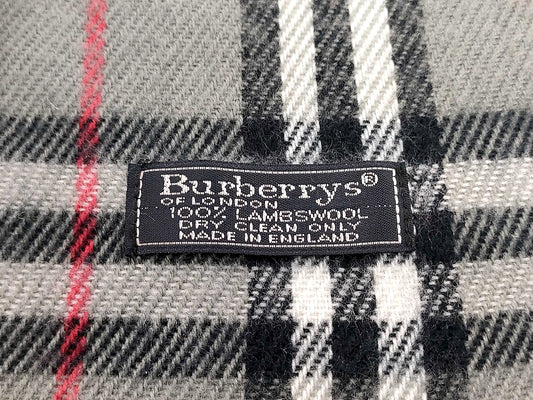 Burberrys®
OF LONDON
100% LAMBSWOOL
DRY CLEAN ONLY
MADE IN ENGLAND